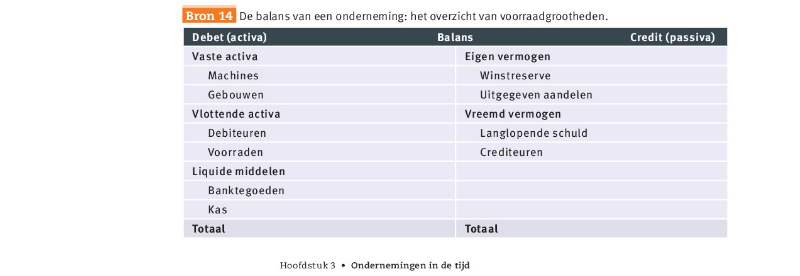 Bron 14 De balans van een onderneming: het overzicht van voorraadgrootheden.
Debet (activa) Balans Credit (passiva)
Vaste activa Eigen vermogen
Machines Winstreserve
Gebouwen Uitgegeven aandelen
Vlottende activa Vreemd vermogen
Debiteuren Langlopende schuld
Voorraden Crediteuren
Liquide middelen
Banktegoeden
Kas
Totaal Totaal
Hoofdstuk 3 • Ondernemingen in de tijd